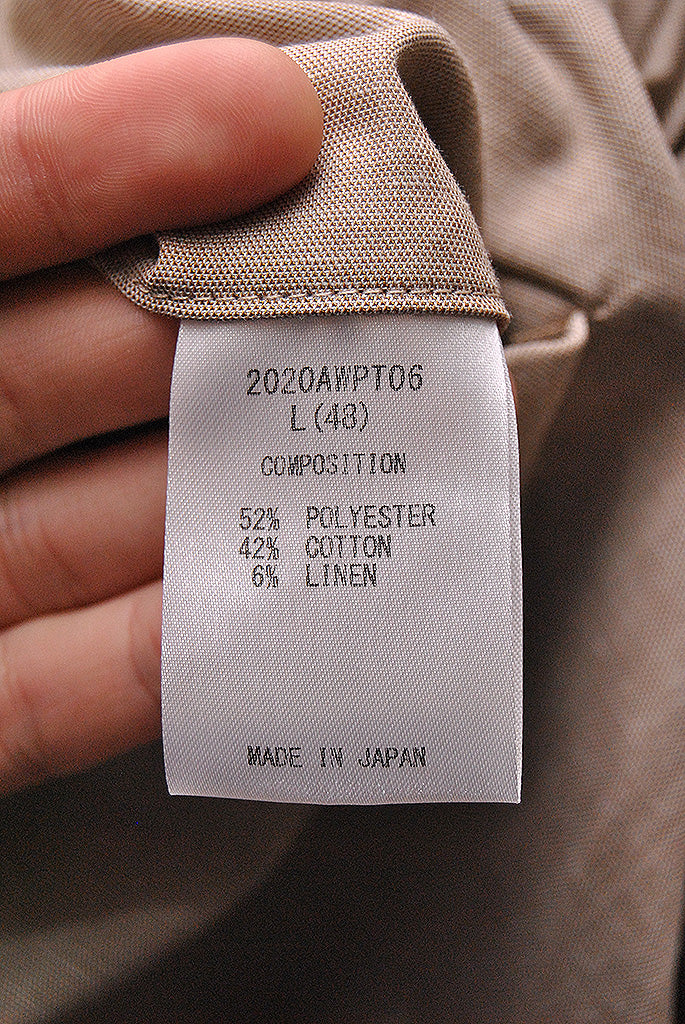 2020AWPT06
L(48)
COMPOSITION
52% POLYESTER
42% COTTON
6% LINEN
MADE IN JAPAN